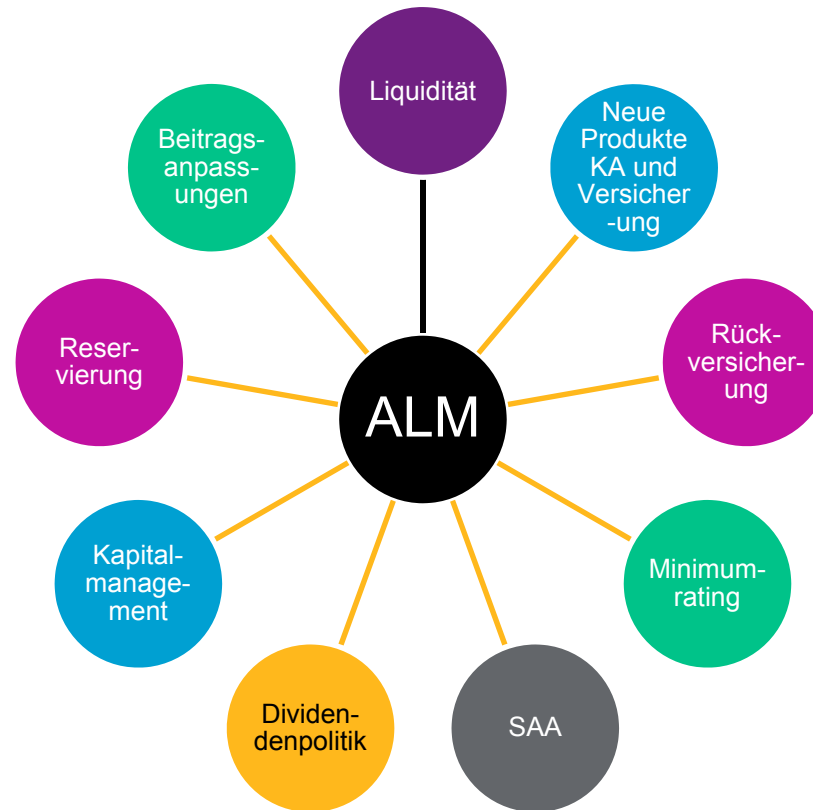 Liquidität
Neue
Produkte
KA und
Versicher
-ung
Rück-
versicher-
ung
Minimum-
rating
SAA
Dividen-
denpolitik
Kapital-
manage-
ment
Reser-
vierung
Beitrags-
anpass-
ungen
ALM